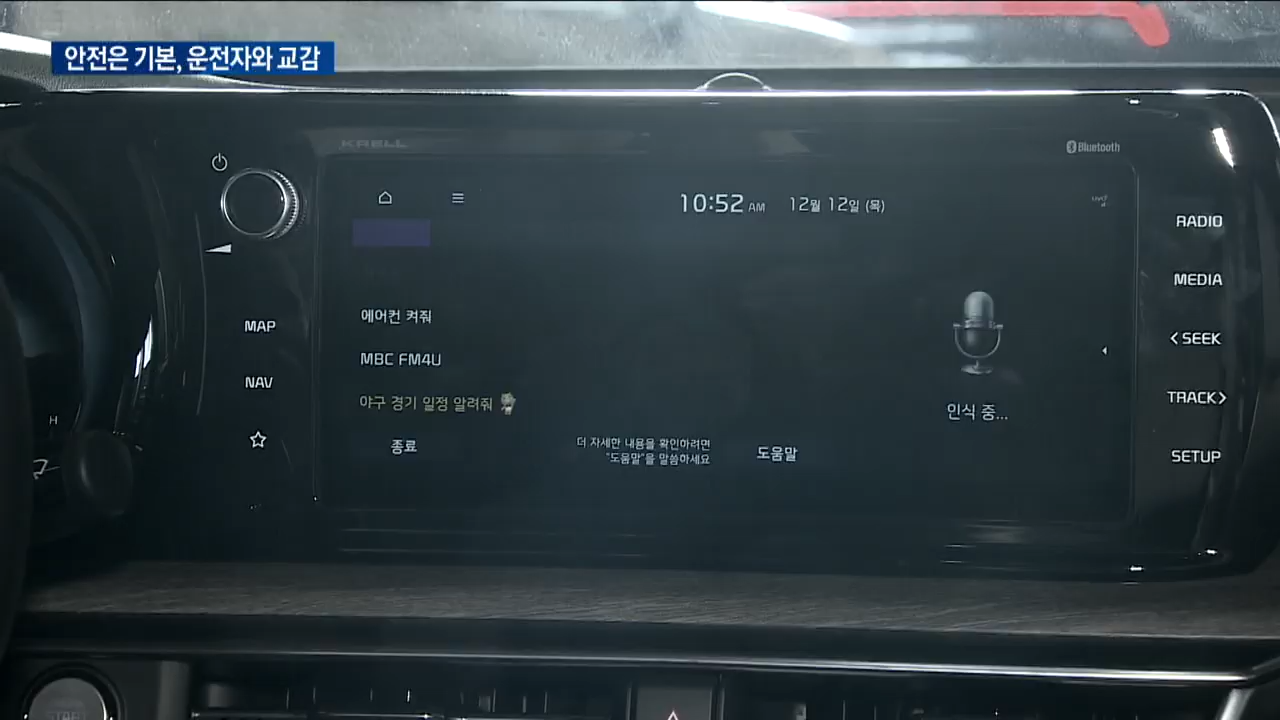 안전은 기본, 운전자와 교감
KRELL
Bluetooth
10:52 AM 12월 12일 (목)
RADIO
MEDIA
MAP
에어컨 켜줘
< SEEK
MBC FM4U
NAV
야구 경기 일정 알려줘
인식 중...
TRACK >
종료
더 자세한 내용을 확인하려면
"도움말"을 말씀하세요
도움말
SETUP
H
START